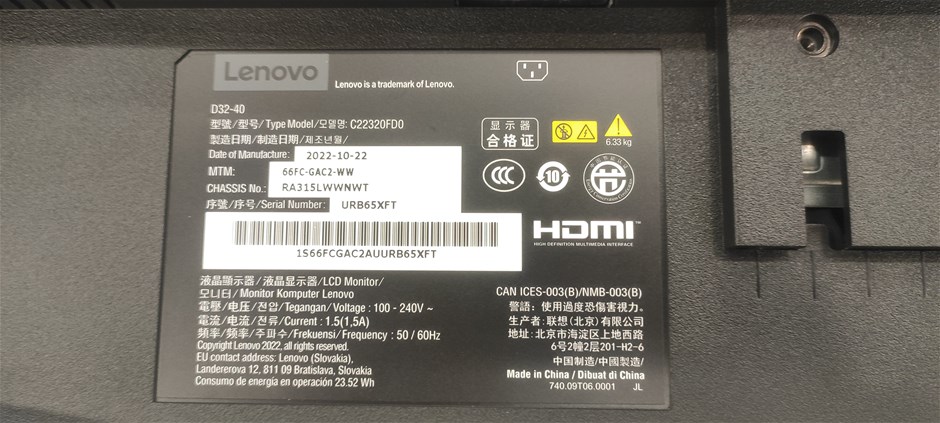 Lenovo
Lenovo is a trademark of Lenovo.
D32-40
型號/型号/Type Model/모델명: C22320FD0
製造日期/制造日期/제조년월/
Date of Manufacture: 2022-10-22
MTM: 66FC-GAC2-WW
CHASSIS No.: RA315LWWNWT
序號/序号/Serial Number: URB65XFT
1S66FCGAC2AUURB65XFT
显示器
合格证
6.33 kg
CCC
10
HDMI™
HIGH DEFINITION MULTIMEDIA INTERFACE
液晶顯示器/液晶显示器/LCD Monitor/
모니터/Monitor Komputer Lenovo
電壓/电压/전압/Tegangan/Voltage : 100 - 240V ~
電流/电流/전류/Current : 1.5(1,5A)
頻率/频率/주파수/Frekuensi/Frequency : 50 / 60Hz
Copyright Lenovo 2022, all rights reserved.
EU contact address: Lenovo (Slovakia),
Landererova 12, 811 09 Bratislava, Slovakia
Consumo de energía en operación 23.52 Wh
CAN ICES-003(B)/NMB-003(B)
警語: 使用過度恐傷害視力。
生产者: 联想(北京)有限公司
地址: 北京市海淀区上地西路
6号2幢2层201-H2-6
中国制造/中國製造/
Made in China / Dibuat di China
740.09T06.0001 JL